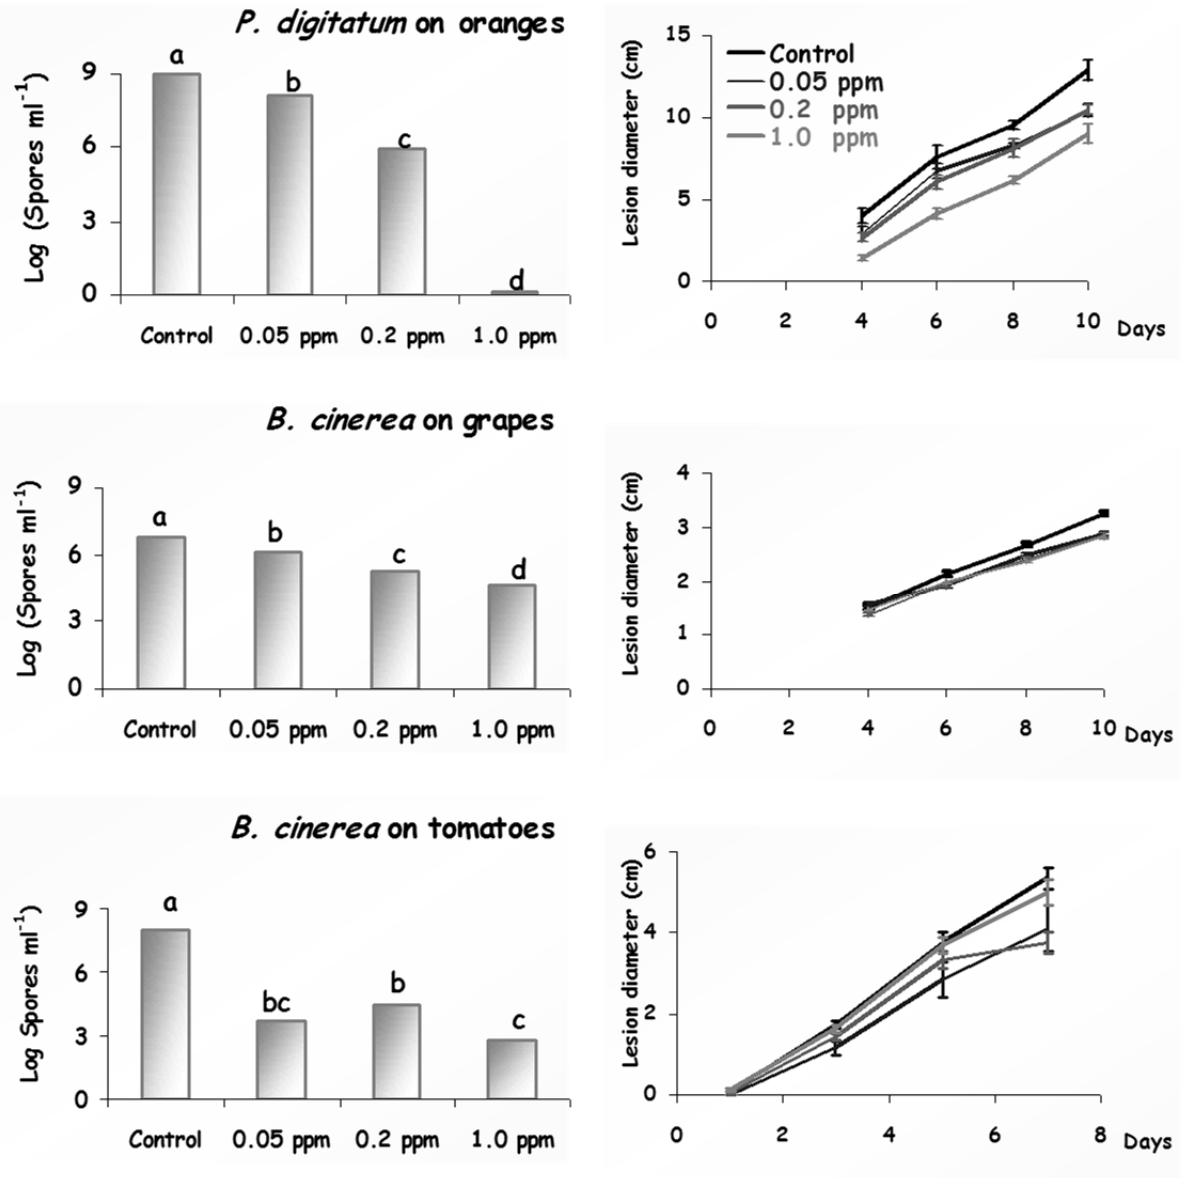 P. digitatum on oranges
Log (Spores ml-1)
9
6
3
0
a
b
c
d
Control 0.05 ppm 0.2 ppm 1.0 ppm
Lesion diameter (cm)
15
10
5
0
Control
0.05 ppm
0.2 ppm
1.0 ppm
0 2 4 6 8 10 Days
B. cinerea on grapes
Log (Spores ml-1)
9
6
3
0
a
b
c
d
Control 0.05 ppm 0.2 ppm 1.0 ppm
Lesion diameter (cm)
4
3
2
1
0
0 2 4 6 8 10 Days
B. cinerea on tomatoes
Log Spores ml-1)
9
6
3
0
a
bc
b
c
Control 0.05 ppm 0.2 ppm 1.0 ppm
Lesion diameter (cm)
6
4
2
0
0 2 4 6 8 Days